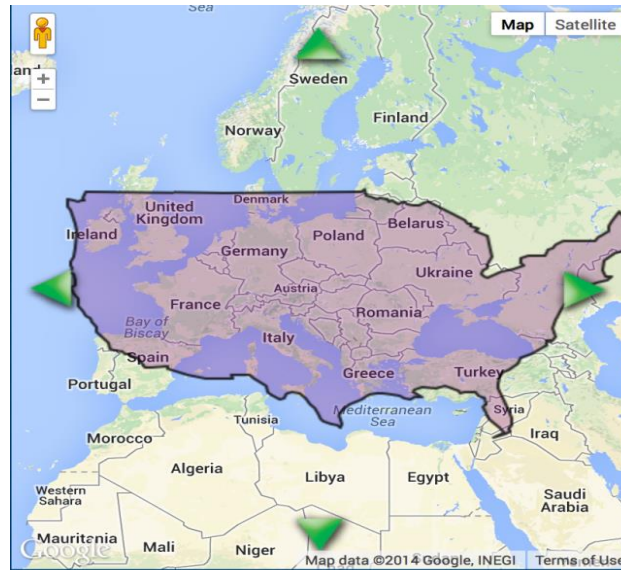 Sea
Map Satellite
Sweden
Finland
Norway
Denmark
United
Kingdom
Ireland
Belarus
Poland
Germany
Ukraine
Austria
France
Romania
Bay of
Biscay
Italy
Spain
Greece
Turkey
Portugal
Syria
Mediterranean
Sea
Tunisia
Morocco
Iraq
Algeria
Libya
Egypt
Western
Sahara
Saudi
Arabia
Mauritania
Mali
Niger
Google
Map data ©2014 Google, INEGI Terms of Use